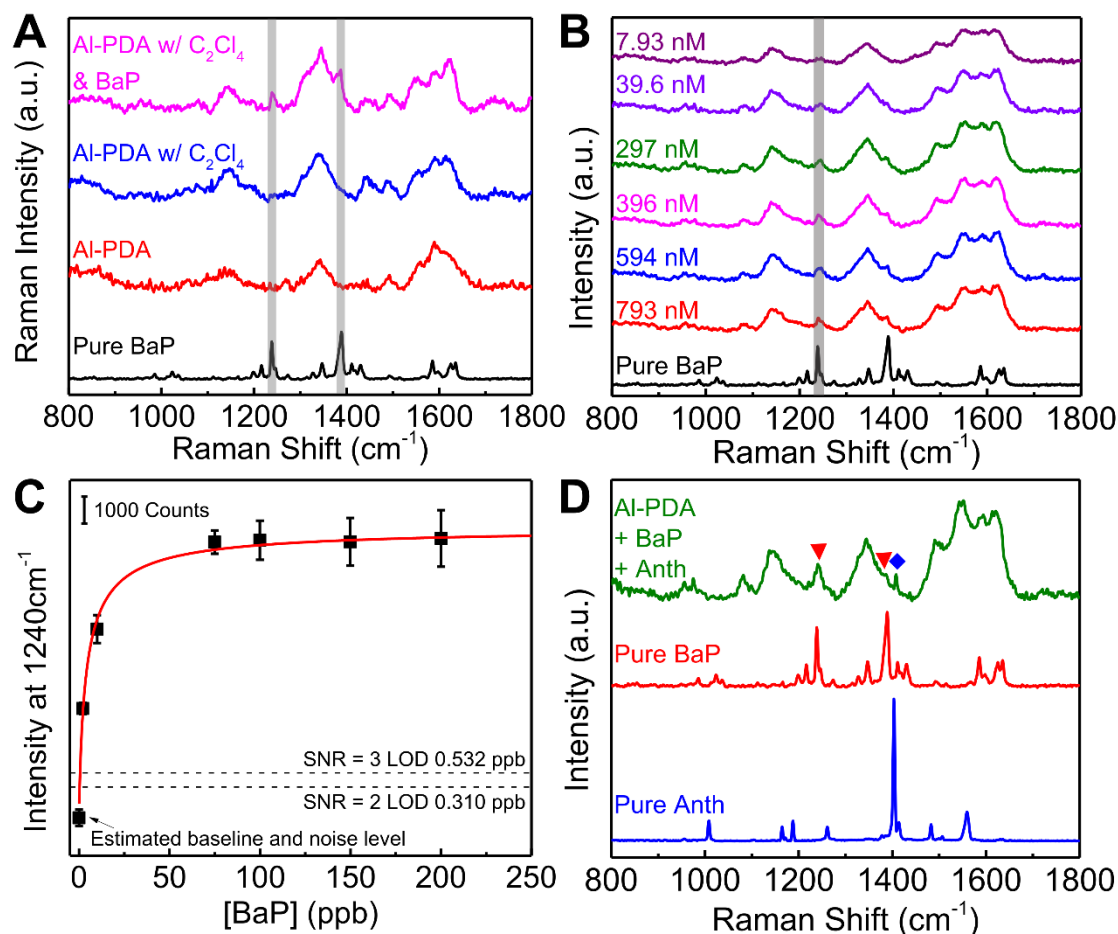 A
Al-PDA w/ C₂Cl₄
& BaP
Al-PDA w/ C₂Cl₄
Al-PDA
Pure BaP
Raman Intensity (a.u.)
800 1000 1200 1400 1600 1800
Raman Shift (cm⁻¹)
B
7.93 nM
39.6 nM
297 nM
396 nM
594 nM
793 nM
Pure BaP
Intensity (a.u.)
800 1000 1200 1400 1600 1800
Raman Shift (cm⁻¹)
C
1000 Counts
SNR = 3 LOD 0.532 ppb
SNR = 2 LOD 0.310 ppb
Estimated baseline and noise level
Intensity at 1240cm⁻¹
0 50 100 150 200 250
[BaP] (ppb)
D
Al-PDA
+ BaP
+ Anth
Pure BaP
Pure Anth
Intensity (a.u.)
800 1000 1200 1400 1600 1800
Raman Shift (cm⁻¹)